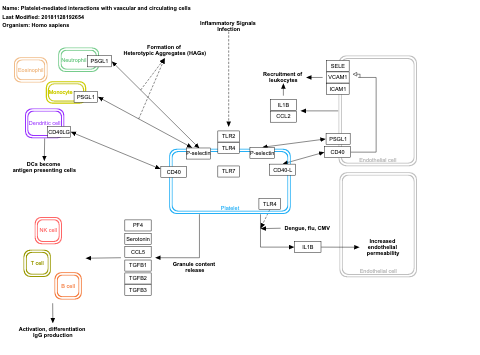 Name: Platelet-mediated interactions with vascular and circulating cells
Last Modified: 20181128192654
Organism: Homo sapiens
Inflammatory Signals
Infection
Formation of
Heterotypic Aggregates (HAGs)
Neutrophil
PSGL1
Eosinophil
Monocyte
PSGL1
Dendritic cell
CD40LG
DCs become
antigen presenting cells
Recruitment of
leukocytes
SELE
VCAM1
ICAM1
IL1B
CCL2
TLR2
TLR4
TLR7
P-selectin
P-selectin
PSGL1
CD40
Endothelial cell
CD40
CD40-L
TLR4
Platelet
NK cell
T cell
B cell
PF4
Serotonin
CCL5
TGFB1
TGFB2
TGFB3
Granule content
release
Dengue, flu, CMV
IL1B
Increased
endothelial
permeability
Endothelial cell
Activation, differentiation
IgG production